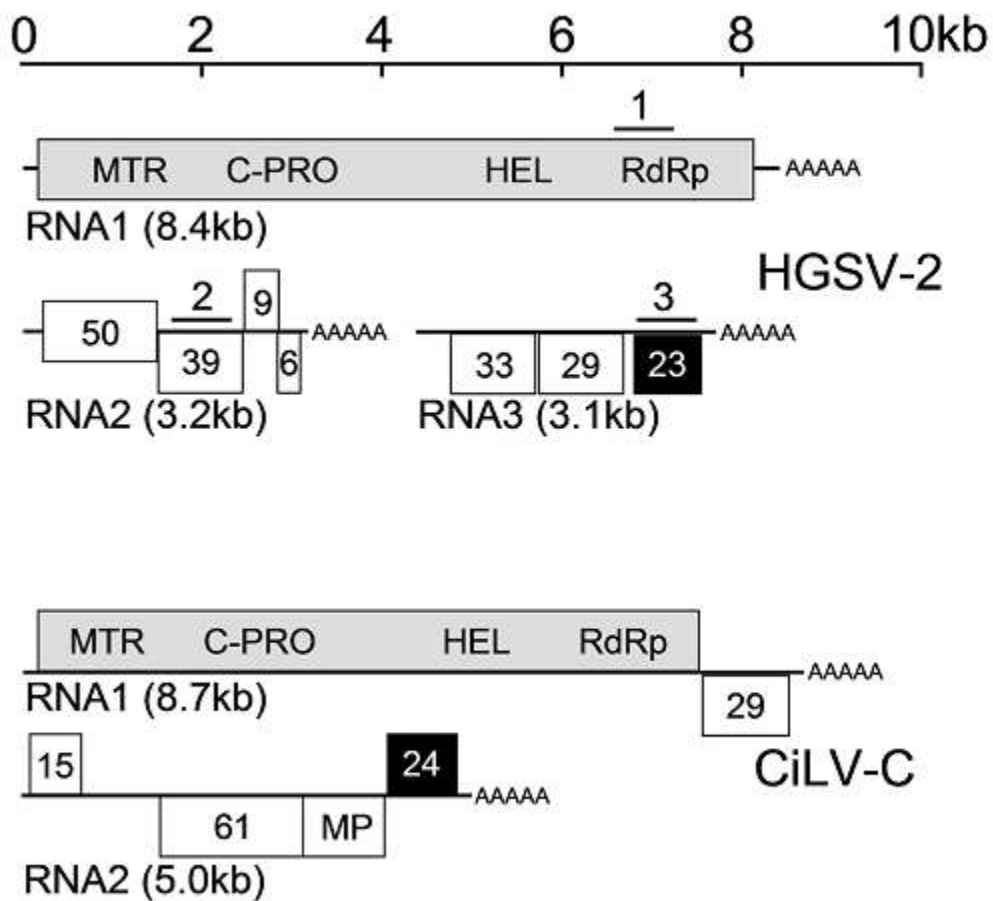 0 2 4 6 8 10kb
1
MTR C-PRO HEL RdRp AAAAA
RNA1 (8.4kb)
HGSV-2
50 2 39 9 6 AAAAA
RNA2 (3.2kb)
3
33 29 23 AAAAA
RNA3 (3.1kb)
MTR C-PRO HEL RdRp
AAAAA
RNA1 (8.7kb)
29
CiLV-C
15 24
AAAAA
61 MP
RNA2 (5.0kb)